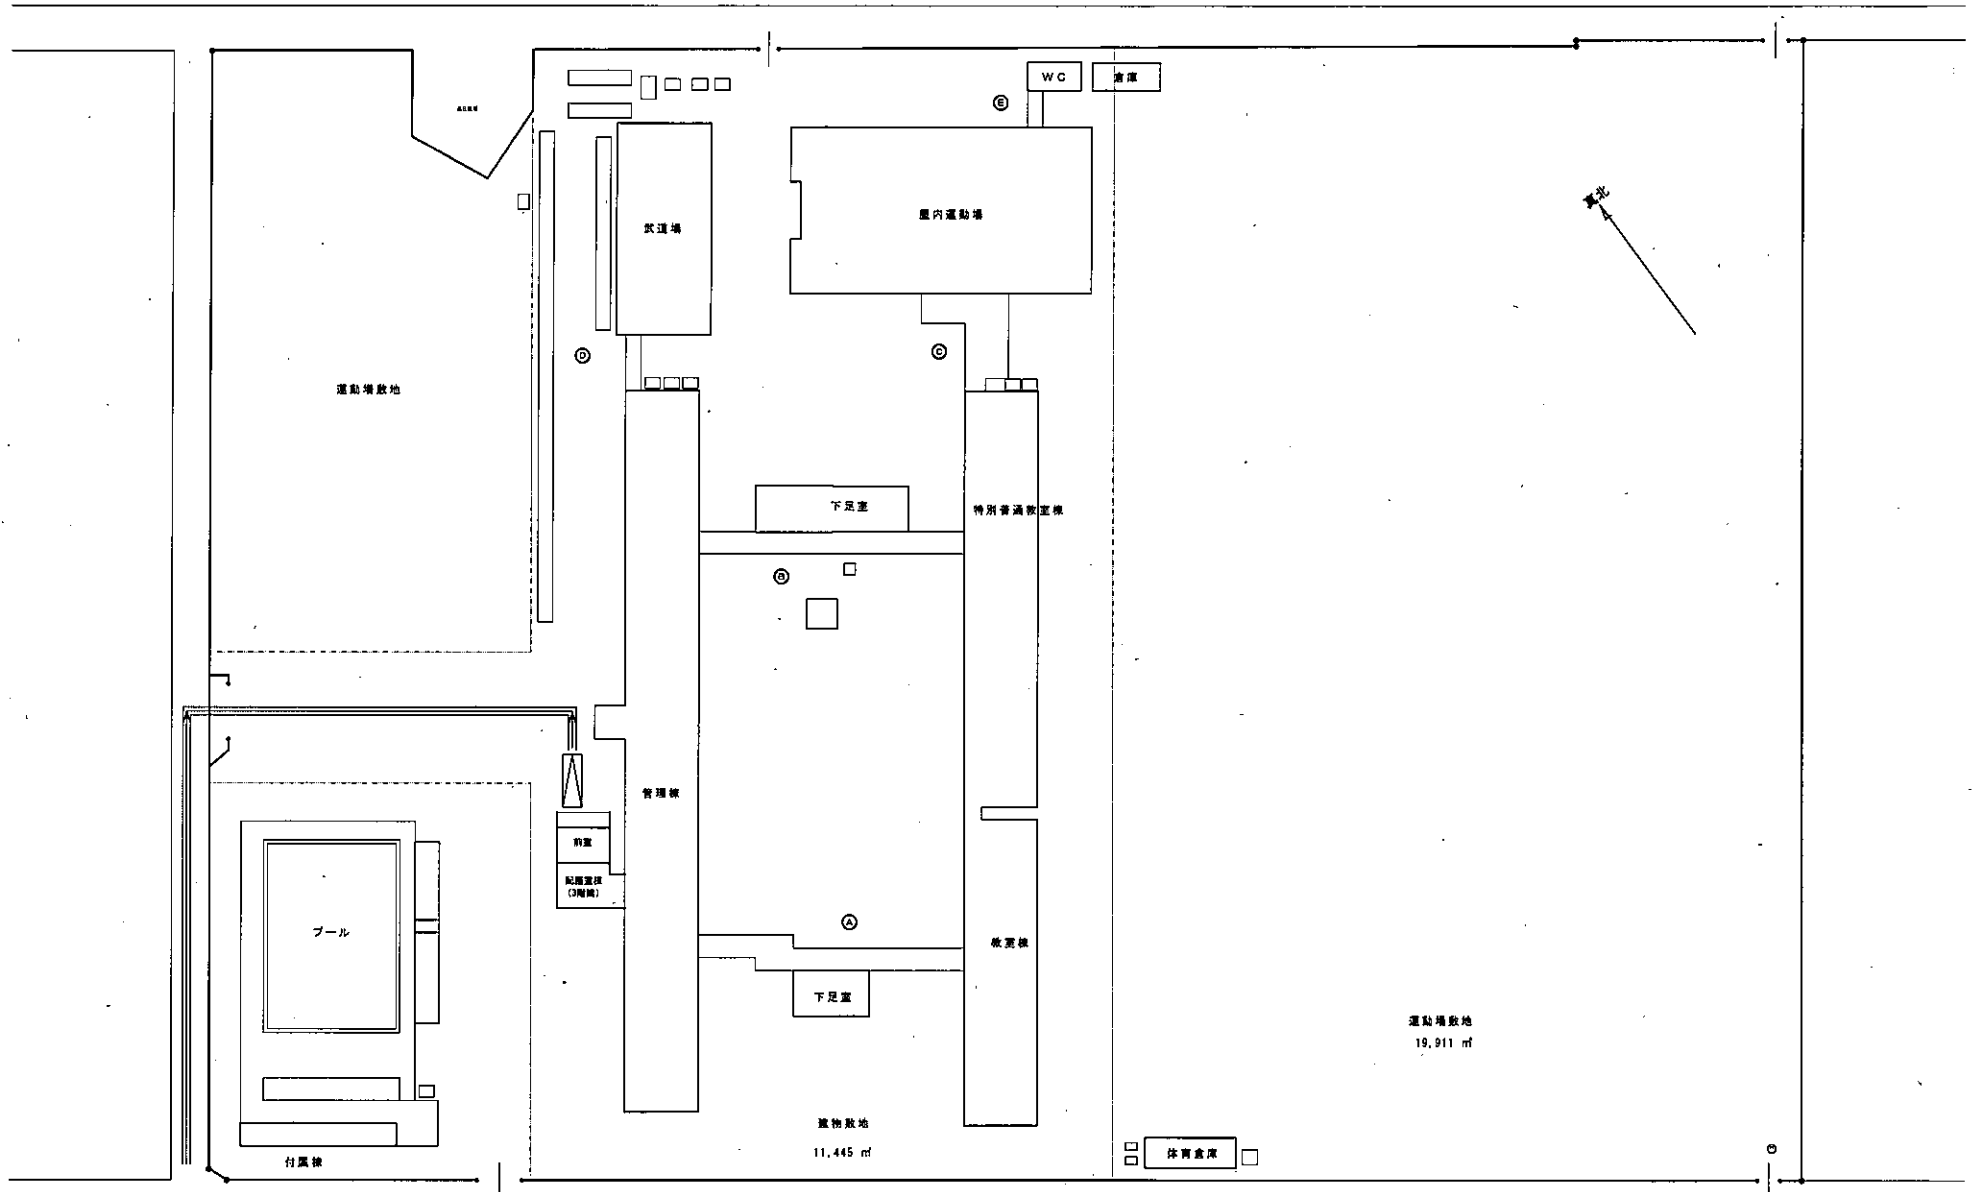 WC
倉庫
Ⓔ
真北
屋内運動場
武道場
Ⓓ
Ⓒ
運動場敷地
下足室
特別普通教室棟
管理棟
前室
配膳室棟
(3階建)
Ⓐ
プール
教室棟
下足室
運動場敷地
19,911 ㎡
建物敷地
11,445 ㎡
体育倉庫
付属棟